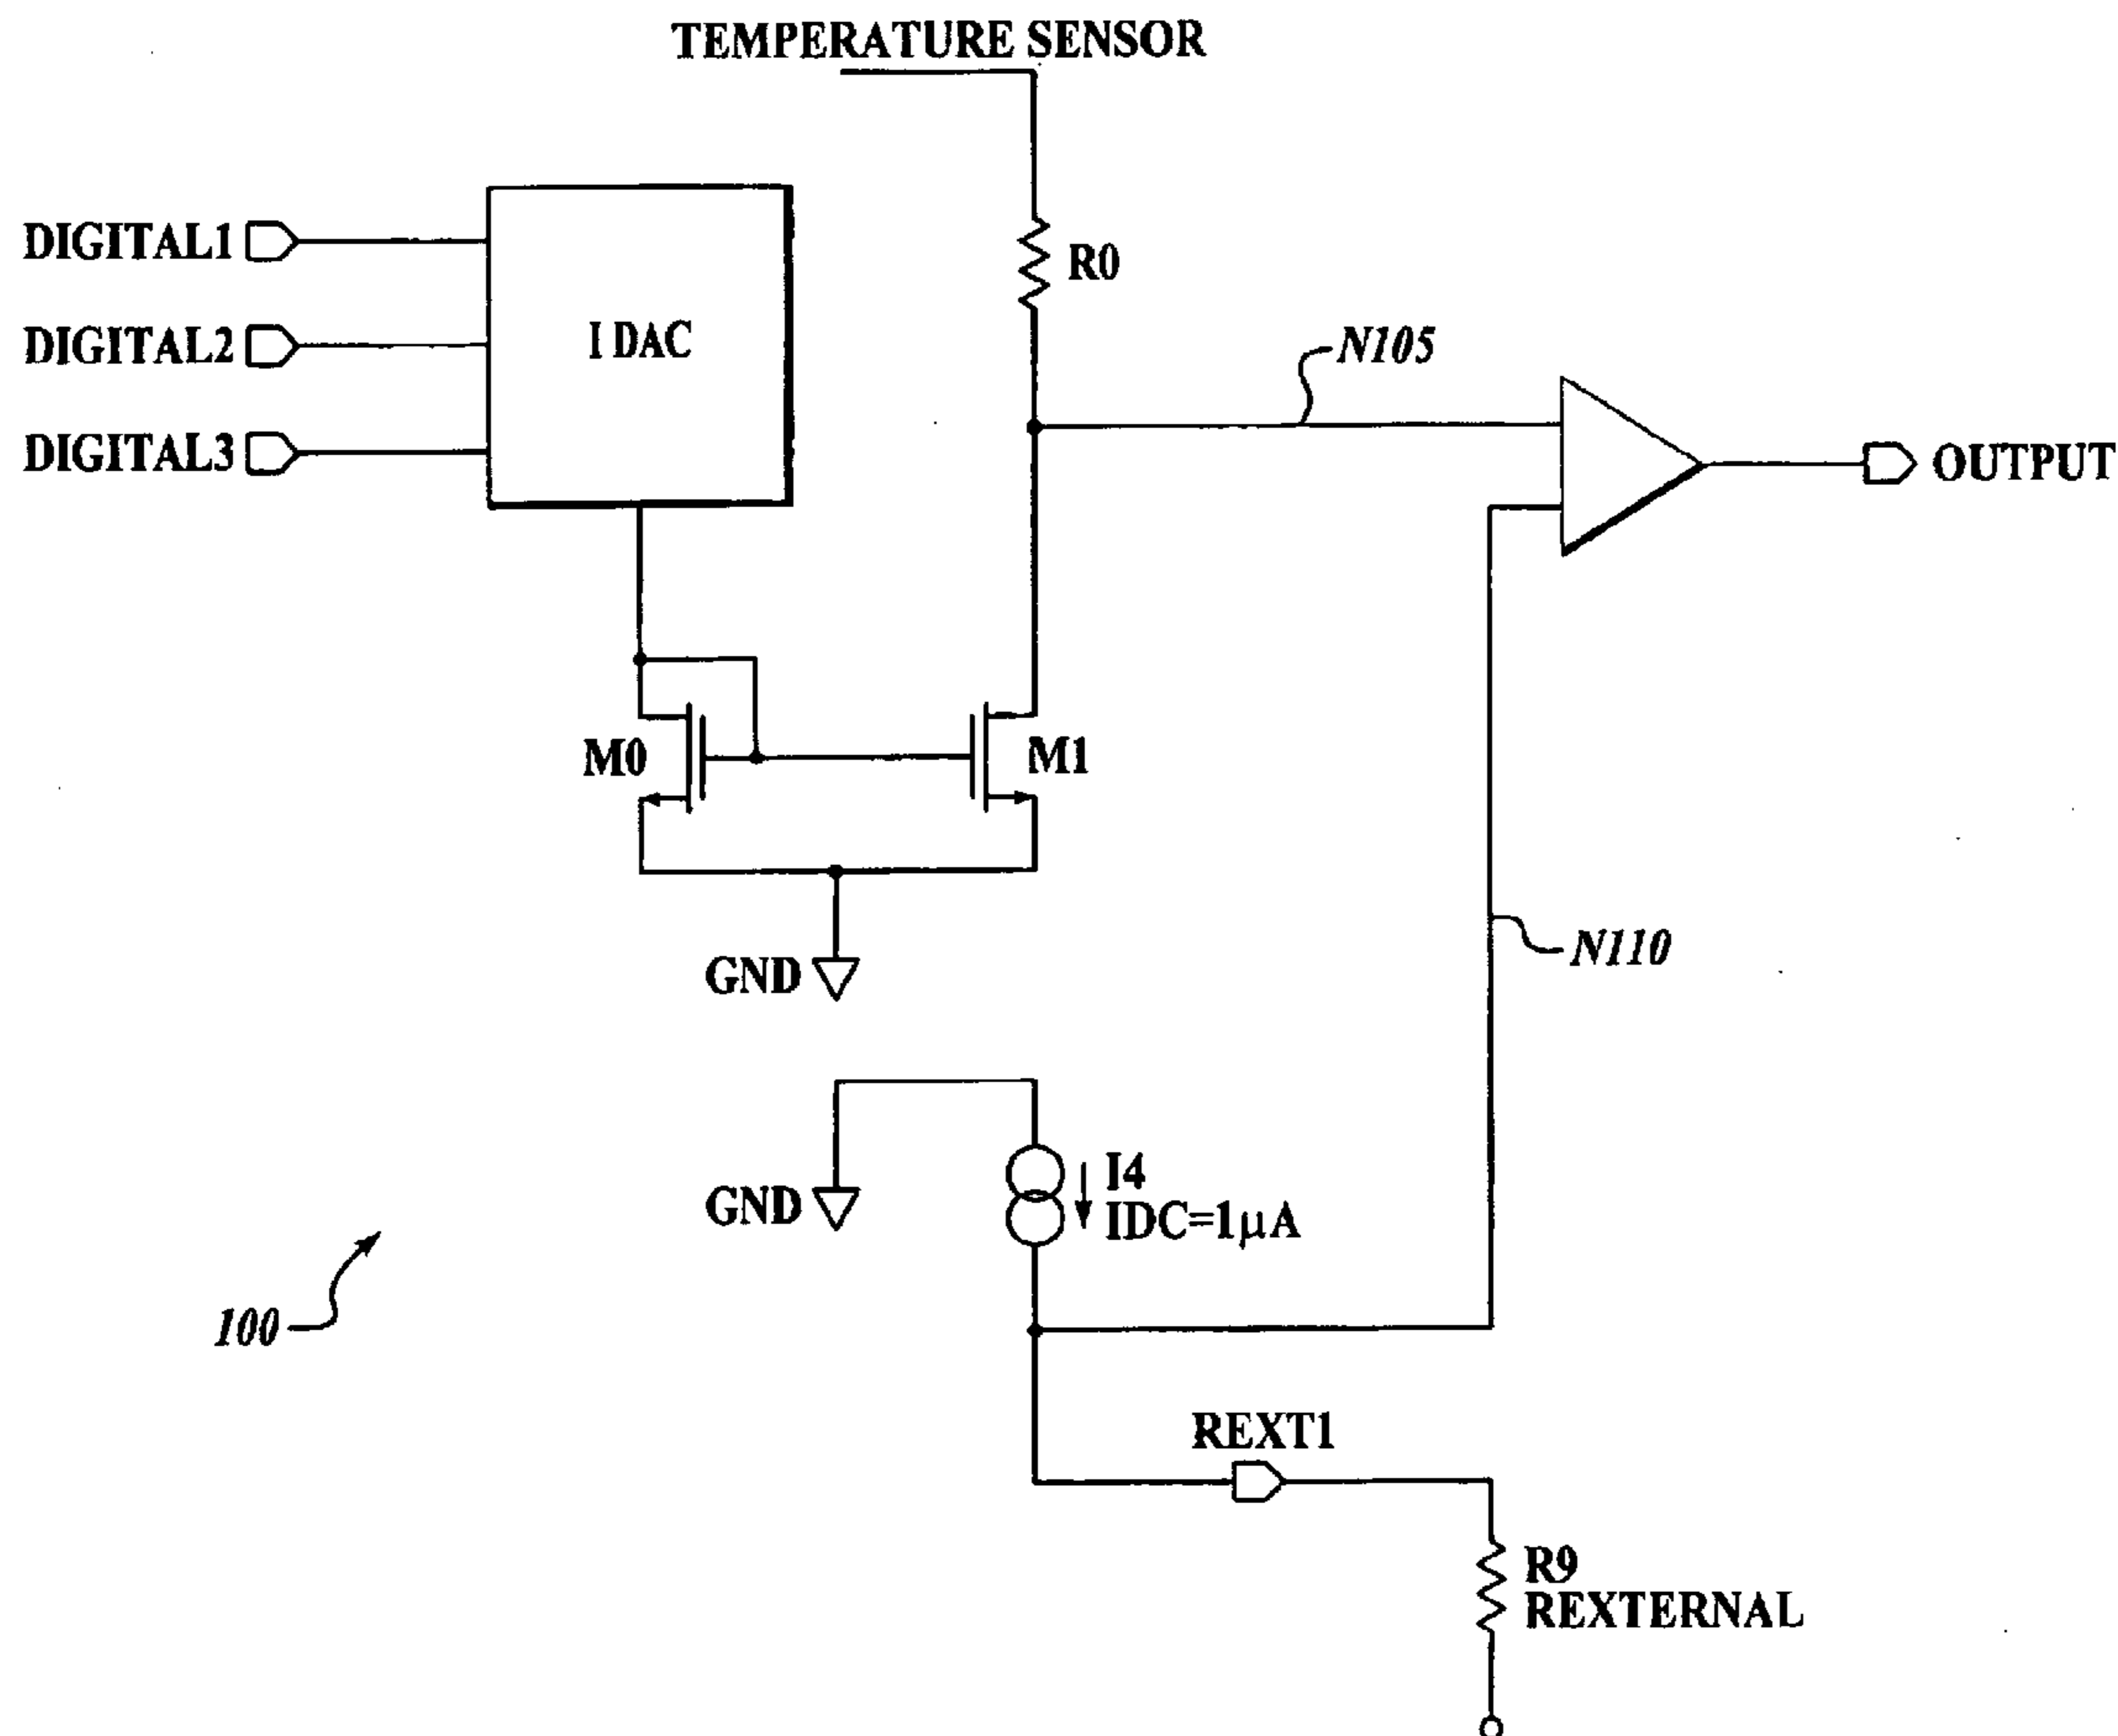 TEMPERATURE SENSOR
DIGITAL1
DIGITAL2
DIGITAL3
I DAC
R0
N105
OUTPUT
M0
M1
GND
N110
GND
I4
IDC=1µA
100
REXT1
R9
REXTERNAL